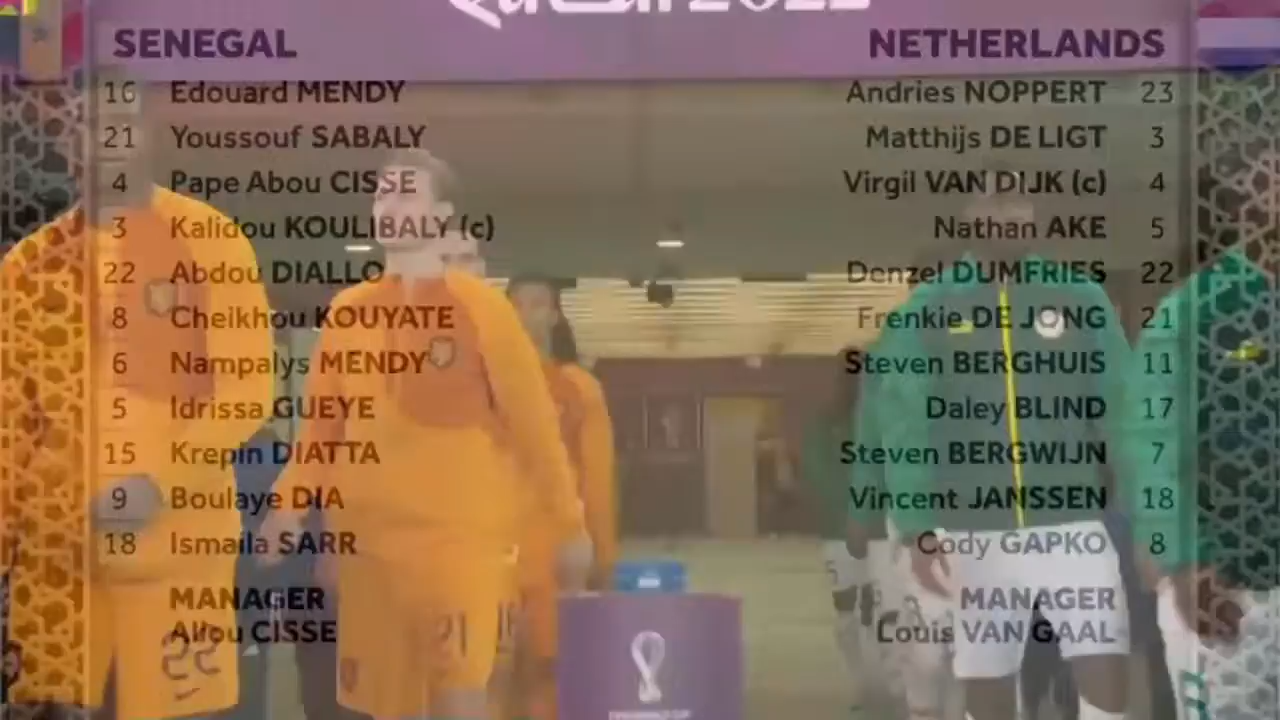 Qatar 2022
SENEGAL NETHERLANDS
16 Edouard MENDY Andries NOPPERT 23
21 Youssouf SABALY Matthijs DE LIGT 3
4 Pape Abou CISSE Virgil VAN DIJK (c) 4
3 Kalidou KOULIBALY (c) Nathan AKE 5
22 Abdou DIALLO Denzel DUMFRIES 22
8 Cheikhou KOUYATE Frenkie DE JONG 21
6 Nampalys MENDY Steven BERGHUIS 11
5 Idrissa GUEYE Daley BLIND 17
15 Krepin DIATTA Steven BERGWIJN 7
9 Boulaye DIA Vincent JANSSEN 18
18 Ismaila SARR Cody GAPKO 8
MANAGER MANAGER
Aliou CISSE Louis VAN GAAL
22 21